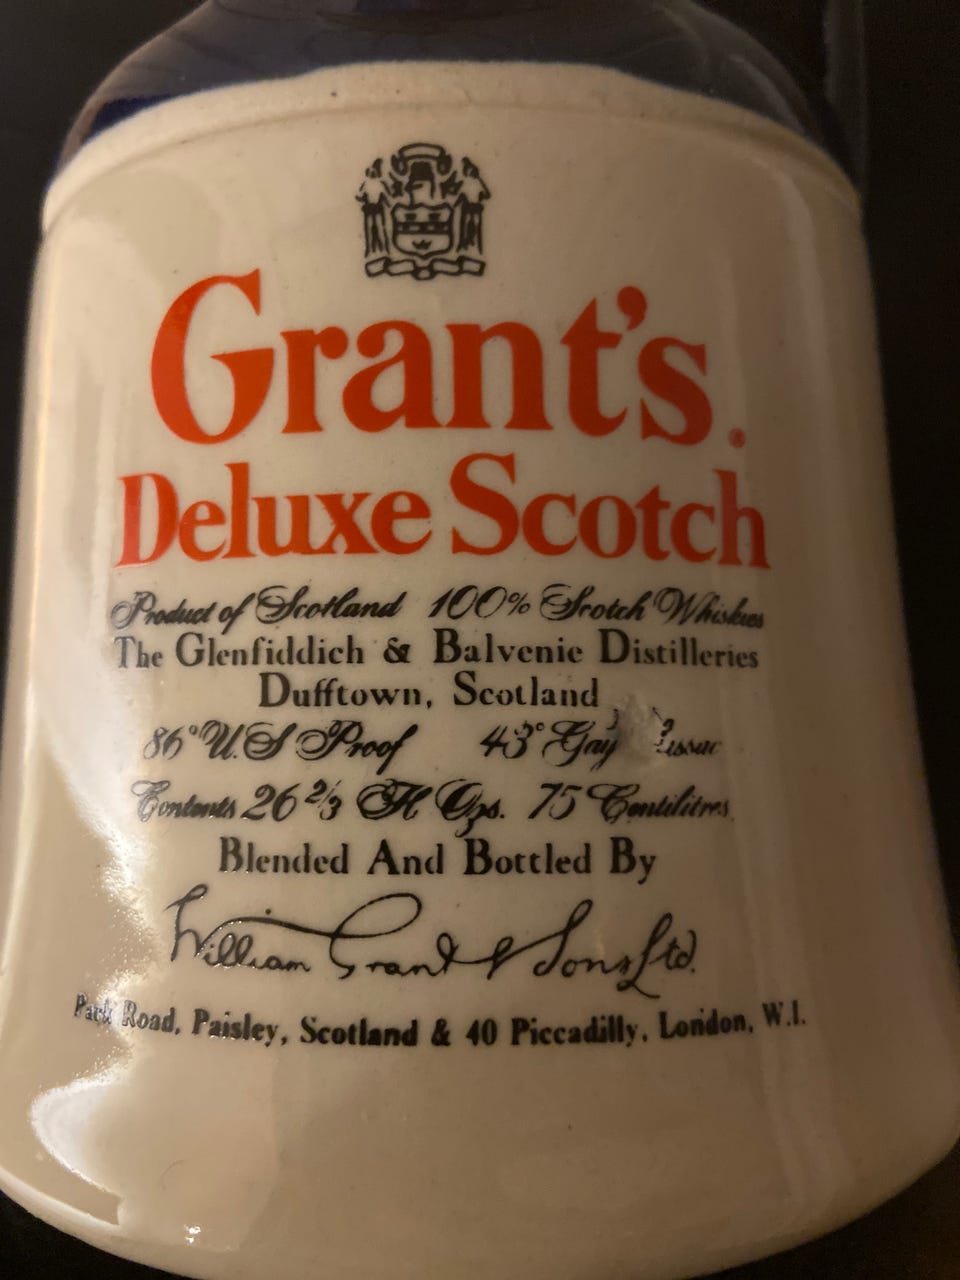 Grant's®
Deluxe Scotch
Product of Scotland 100% Scotch Whiskies
The Glenfiddich & Balvenie Distilleries
Dufftown, Scotland
86° U.S Proof 43° Gay
Contents 26 2/3 Fl Ozs. 75 Centilitres.
Blended And Bottled By
William Grant & Sons Ltd.
Park Road, Paisley, Scotland & 40 Piccadilly, London, W.I.